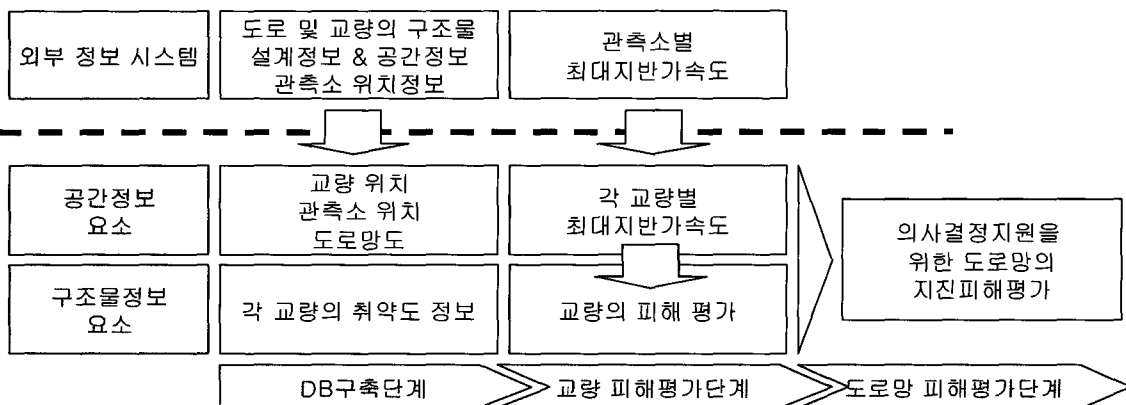 외부 정보 시스템
도로 및 교량의 구조물
설계정보 & 공간정보
관측소 위치정보
관측소별
최대지반가속도
공간정보
요소
교량 위치
관측소 위치
도로망도
각 교량별
최대지반가속도
구조물정보
요소
각 교량의 취약도 정보
교량의 피해 평가
의사결정지원을
위한 도로망의
지진피해평가
DB구축단계
교량 피해평가단계
도로망 피해평가단계